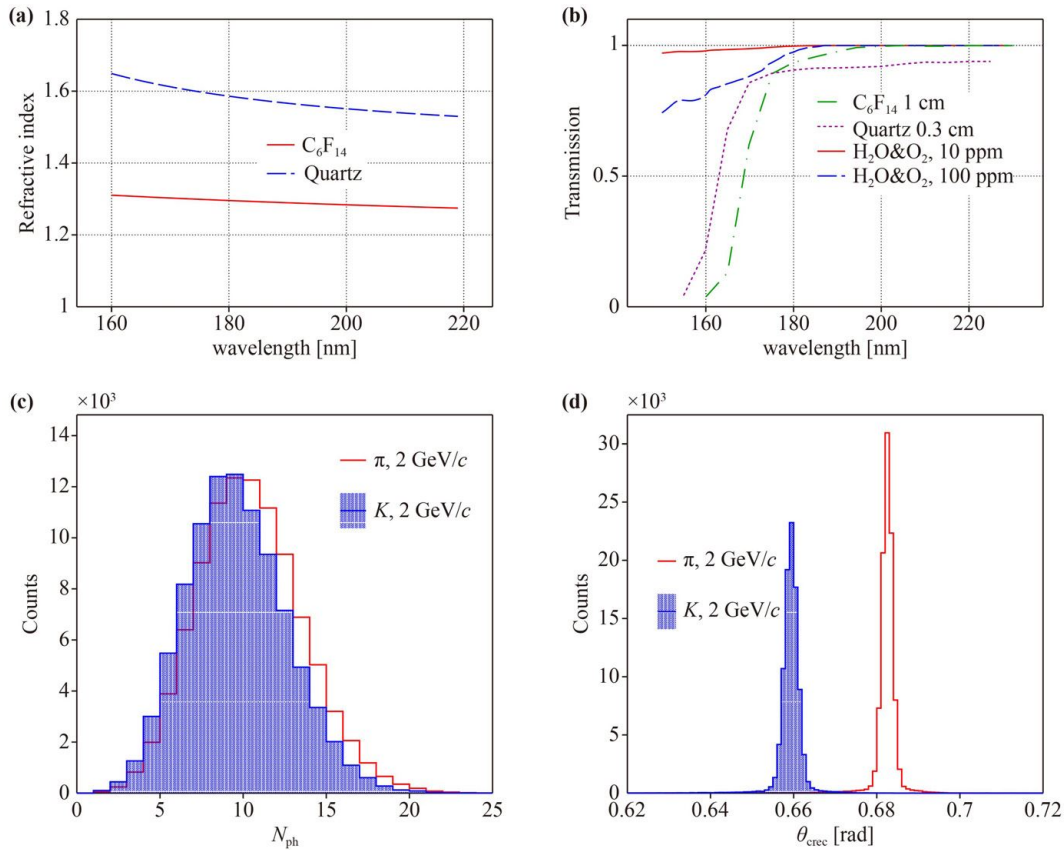 (a)
1.8
1.6
1.4
1.2
1
Refractive index
C₆F₁₄
Quartz
160
180
200
220
wavelength [nm]
(b)
1
0.5
0
Transmission
C₆F₁₄ 1 cm
Quartz 0.3 cm
H₂O&O₂, 10 ppm
H₂O&O₂, 100 ppm
160
180
200
220
wavelength [nm]
(c)
×10³
14
12
10
8
6
4
2
0
Counts
π, 2 GeV/c
K, 2 GeV/c
0
5
10
15
20
25
Nₚₕ
(d)
×10³
30
25
20
15
10
5
0
Counts
π, 2 GeV/c
K, 2 GeV/c
0.62
0.64
0.66
0.68
0.7
0.72
θcrec [rad]